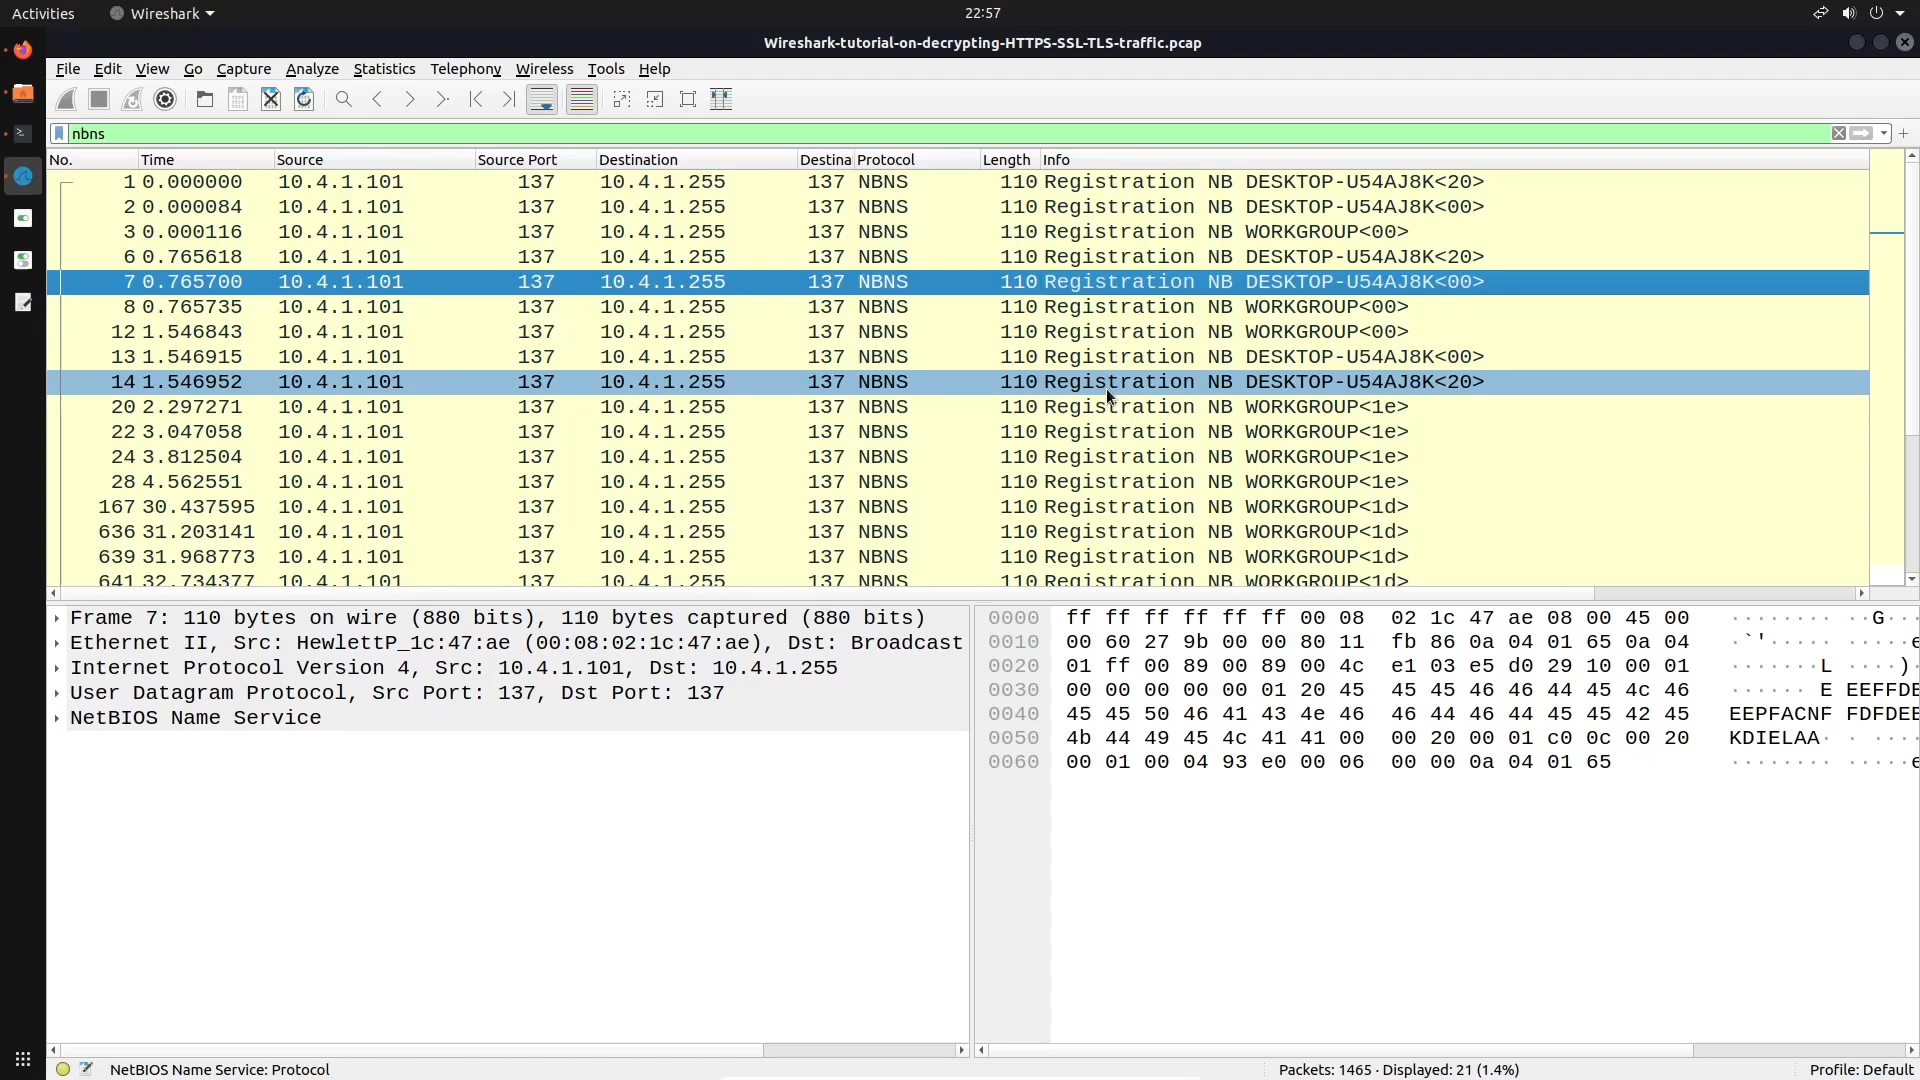 Activities Wireshark 22:57
Wireshark-tutorial-on-decrypting-HTTPS-SSL-TLS-traffic.pcap
File Edit View Go Capture Analyze Statistics Telephony Wireless Tools Help
nbns
No. Time Source Source Port Destination Destina Protocol Length Info
1 0.000000 10.4.1.101 137 10.4.1.255 137 NBNS 110 Registration NB DESKTOP-U54AJ8K<20>
2 0.000084 10.4.1.101 137 10.4.1.255 137 NBNS 110 Registration NB DESKTOP-U54AJ8K<00>
3 0.000116 10.4.1.101 137 10.4.1.255 137 NBNS 110 Registration NB WORKGROUP<00>
6 0.765618 10.4.1.101 137 10.4.1.255 137 NBNS 110 Registration NB DESKTOP-U54AJ8K<20>
7 0.765700 10.4.1.101 137 10.4.1.255 137 NBNS 110 Registration NB DESKTOP-U54AJ8K<00>
8 0.765735 10.4.1.101 137 10.4.1.255 137 NBNS 110 Registration NB WORKGROUP<00>
12 1.546843 10.4.1.101 137 10.4.1.255 137 NBNS 110 Registration NB WORKGROUP<00>
13 1.546915 10.4.1.101 137 10.4.1.255 137 NBNS 110 Registration NB DESKTOP-U54AJ8K<00>
14 1.546952 10.4.1.101 137 10.4.1.255 137 NBNS 110 Registration NB DESKTOP-U54AJ8K<20>
20 2.297271 10.4.1.101 137 10.4.1.255 137 NBNS 110 Registration NB WORKGROUP<1e>
22 3.047058 10.4.1.101 137 10.4.1.255 137 NBNS 110 Registration NB WORKGROUP<1e>
24 3.812504 10.4.1.101 137 10.4.1.255 137 NBNS 110 Registration NB WORKGROUP<1e>
28 4.562551 10.4.1.101 137 10.4.1.255 137 NBNS 110 Registration NB WORKGROUP<1e>
167 30.437595 10.4.1.101 137 10.4.1.255 137 NBNS 110 Registration NB WORKGROUP<1d>
636 31.203141 10.4.1.101 137 10.4.1.255 137 NBNS 110 Registration NB WORKGROUP<1d>
639 31.968773 10.4.1.101 137 10.4.1.255 137 NBNS 110 Registration NB WORKGROUP<1d>
641 32.734377 10.4.1.101 137 10.4.1.255 137 NBNS 110 Registration NB WORKGROUP<1d>
Frame 7: 110 bytes on wire (880 bits), 110 bytes captured (880 bits)
Ethernet II, Src: HewlettP_1c:47:ae (00:08:02:1c:47:ae), Dst: Broadcast
Internet Protocol Version 4, Src: 10.4.1.101, Dst: 10.4.1.255
User Datagram Protocol, Src Port: 137, Dst Port: 137
NetBIOS Name Service
0000 ff ff ff ff ff ff 00 08 02 1c 47 ae 08 00 45 00 ········ ··G···
0010 00 60 27 9b 00 00 80 11 fb 86 0a 04 01 65 0a 04 ·`'····· ·····e
0020 01 ff 00 89 00 89 00 4c e1 03 e5 d0 29 10 00 01 ·······L ····)
0030 00 00 00 00 00 01 20 45 45 45 46 46 44 45 4c 46 ······ E EEFFDE
0040 45 45 50 46 41 43 4e 46 46 44 46 44 45 45 42 45 EEPFACNF FDFDEEB
0050 4b 44 49 45 4c 41 41 00 00 20 00 01 c0 0c 00 20 KDIELAA· · ····
0060 00 01 00 04 93 e0 00 06 00 00 0a 04 01 65 ········ ·····e
NetBIOS Name Service: Protocol Packets: 1465 · Displayed: 21 (1.4%) Profile: Default